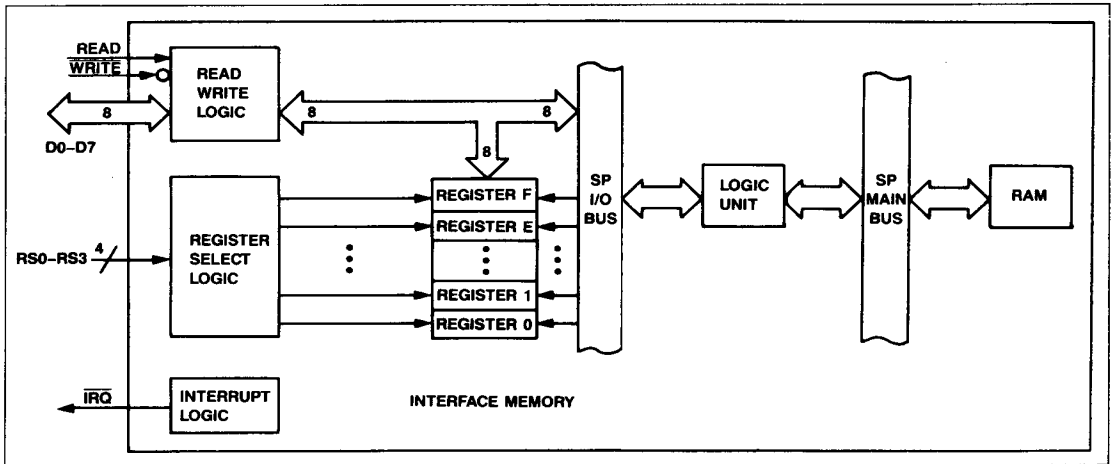 READ
WRITE
8
D0–D7
READ
WRITE
LOGIC
8
8
8
RS0–RS3
4
REGISTER
SELECT
LOGIC
REGISTER F
REGISTER E
REGISTER 1
REGISTER 0
SP
I/O
BUS
LOGIC
UNIT
SP
MAIN
BUS
RAM
IRQ
INTERRUPT
LOGIC
INTERFACE MEMORY